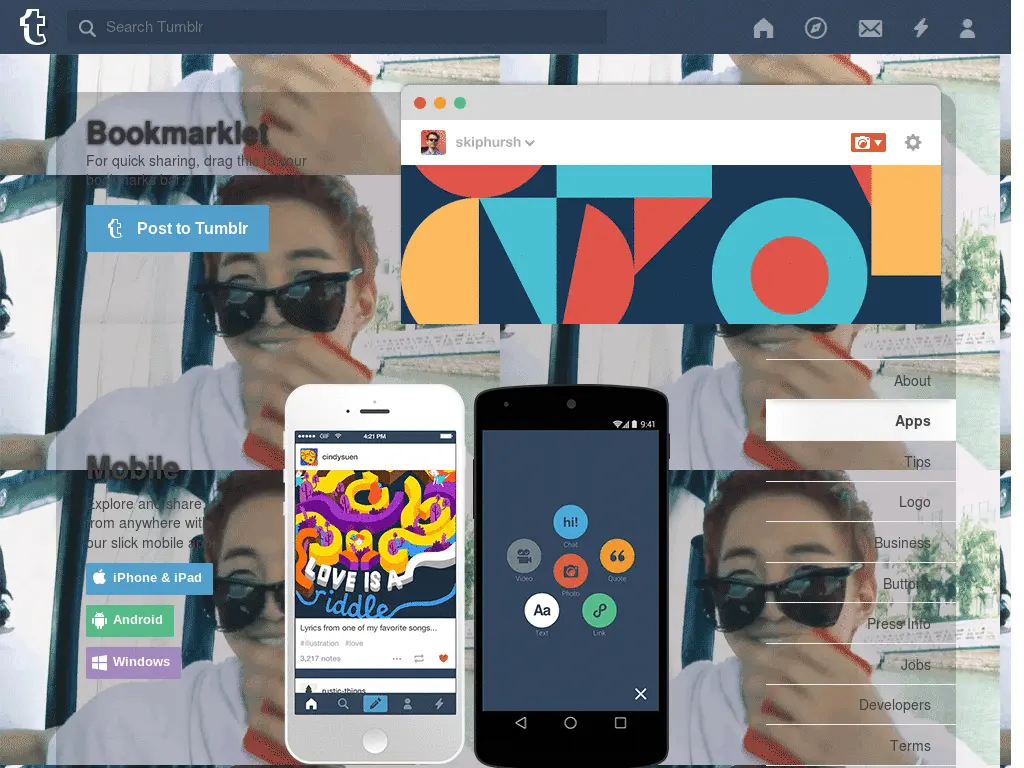 Search Tumblr
Bookmarklet
For quick sharing, drag this to your
bookmarks bar.
Post to Tumblr
skiphursh
About
Apps
Tips
Logo
Business
Buttons
Press Info
Jobs
Developers
Terms
Mobile
Explore and share
from anywhere with
our slick mobile app
iPhone & iPad
Android
Windows
GIF
4:21 PM
cindysuen
LOVE IS A
riddle
Lyrics from one of my favorite songs...
#illustration #love
3,217 notes
rustic-things
9:41
hi!
Chat
Video
Quote
Photo
Aa
Text
Link